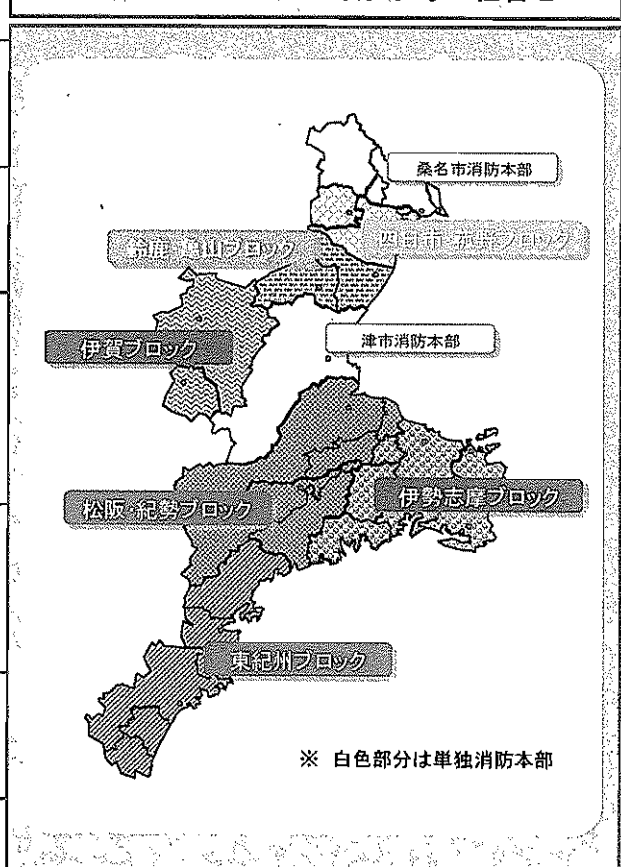 桑名市消防本部
鈴鹿・亀山ブロック
四日市・菰野ブロック
伊賀ブロック
津市消防本部
松阪・紀勢ブロック
伊勢志摩ブロック
東紀州ブロック
※ 白色部分は単独消防本部